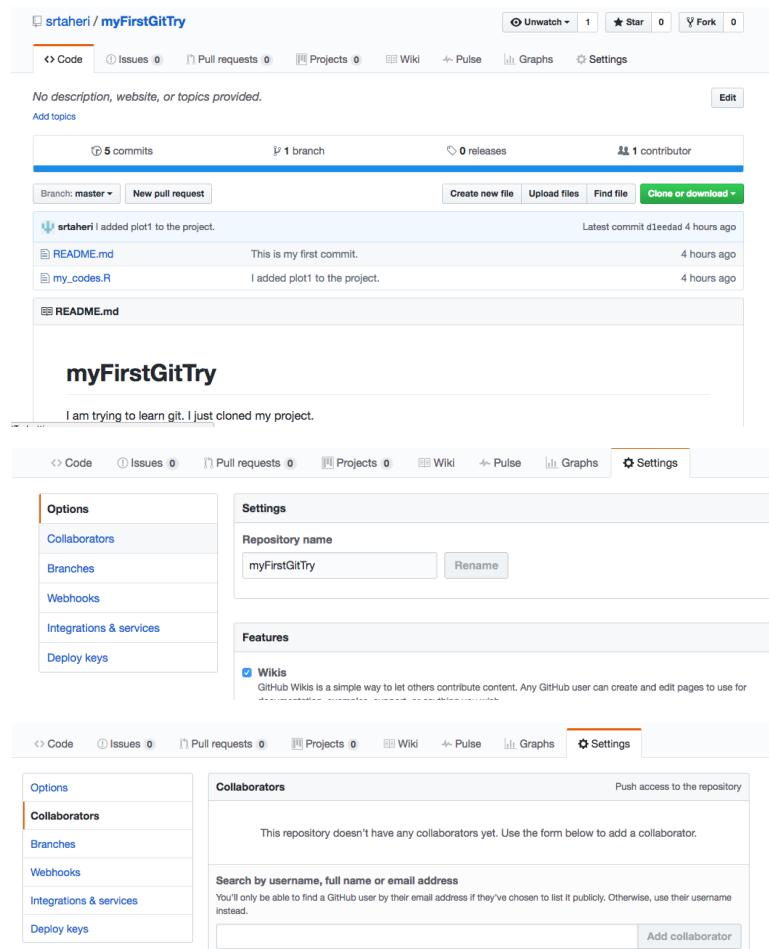 srtaheri / myFirstGitTry
Unwatch 1 Star 0 Fork 0
Code Issues 0 Pull requests 0 Projects 0 Wiki Pulse Graphs Settings
No description, website, or topics provided.
Edit
Add topics
5 commits 1 branch 0 releases 1 contributor
Branch: master New pull request Create new file Upload files Find file Clone or download
srtaheri I added plot1 to the project. Latest commit d1eedad 4 hours ago
README.md This is my first commit. 4 hours ago
my_codes.R I added plot1 to the project. 4 hours ago
README.md
myFirstGitTry
I am trying to learn git. I just cloned my project.
Code Issues 0 Pull requests 0 Projects 0 Wiki Pulse Graphs Settings
Options
Collaborators
Branches
Webhooks
Integrations & services
Deploy keys
Settings
Repository name
myFirstGitTry Rename
Features
Wikis
GitHub Wikis is a simple way to let others contribute content. Any GitHub user can create and edit pages to use for
Code Issues 0 Pull requests 0 Projects 0 Wiki Pulse Graphs Settings
Options
Collaborators
Branches
Webhooks
Integrations & services
Deploy keys
Collaborators Push access to the repository
This repository doesn't have any collaborators yet. Use the form below to add a collaborator.
Search by username, full name or email address
You'll only be able to find a GitHub user by their email address if they've chosen to list it publicly. Otherwise, use their username
instead.
Add collaborator